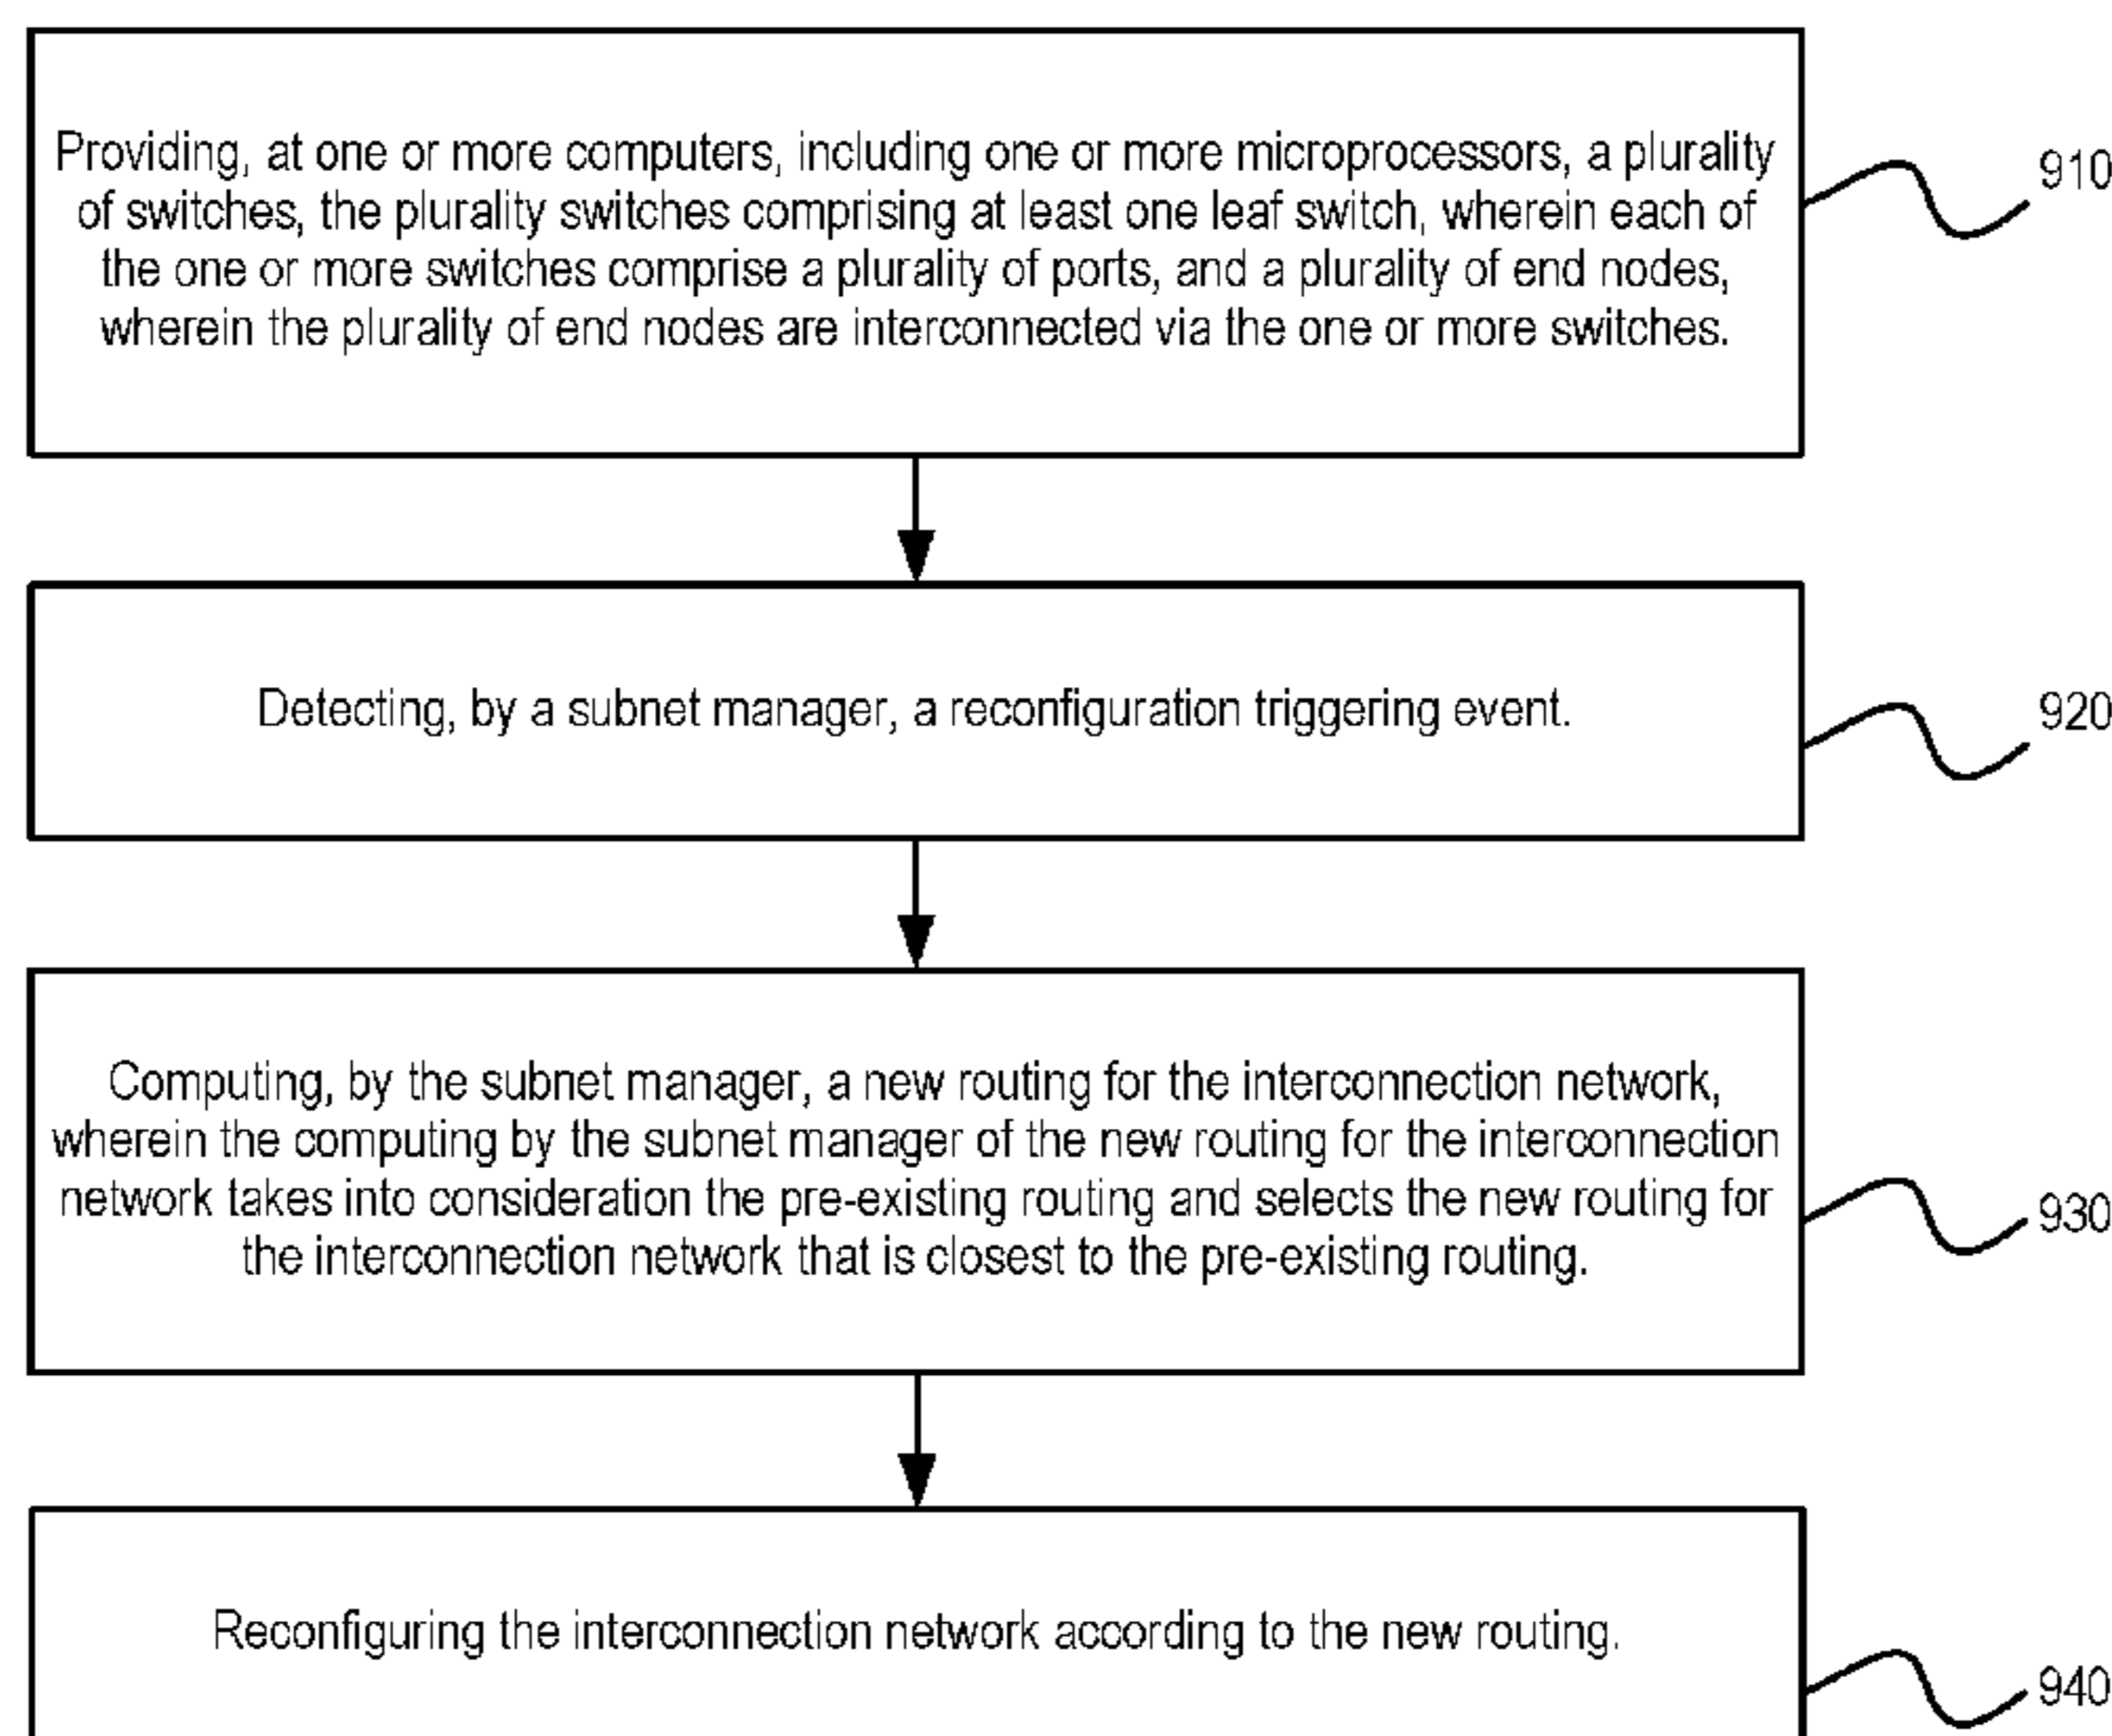 Providing, at one or more computers, including one or more microprocessors, a plurality
of switches, the plurality switches comprising at least one leaf switch, wherein each of
the one or more switches comprise a plurality of ports, and a plurality of end nodes,
wherein the plurality of end nodes are interconnected via the one or more switches.
910
Detecting, by a subnet manager, a reconfiguration triggering event.
920
Computing, by the subnet manager, a new routing for the interconnection network,
wherein the computing by the subnet manager of the new routing for the interconnection
network takes into consideration the pre-existing routing and selects the new routing for
the interconnection network that is closest to the pre-existing routing.
930
Reconfiguring the interconnection network according to the new routing.
940